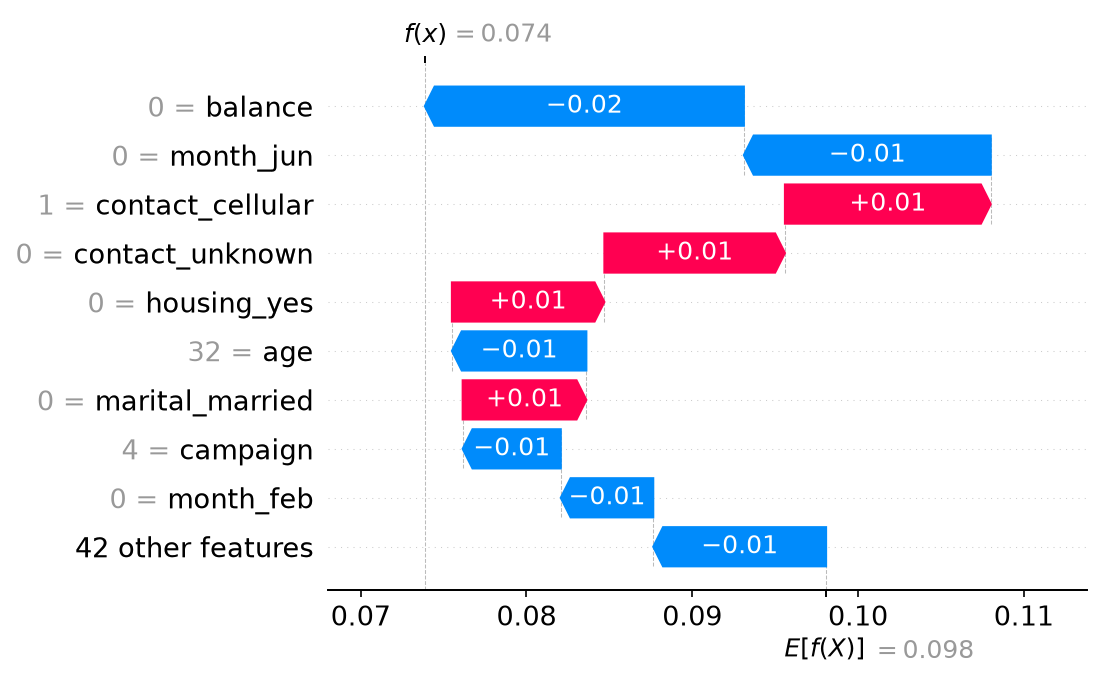 f(x) = 0.074
0 = balance −0.02
0 = month_jun −0.01
1 = contact_cellular +0.01
0 = contact_unknown +0.01
0 = housing_yes +0.01
32 = age −0.01
0 = marital_married +0.01
4 = campaign −0.01
0 = month_feb −0.01
42 other features −0.01
0.07 0.08 0.09 0.10 0.11
E[f(X)] = 0.098